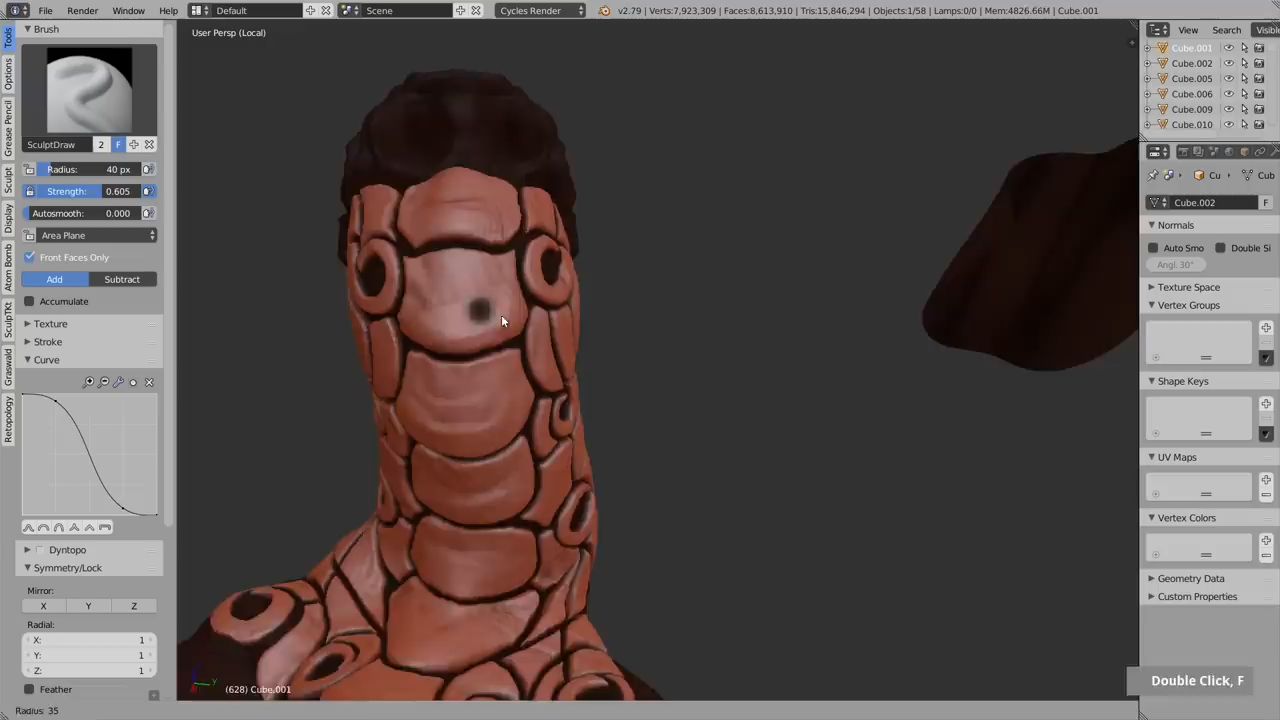 File Render Window Help Default Scene Cycles Render v2.79 | Verts:7,923,309 | Faces:8,613,910 | Tris:15,846,294 | Objects:1/58 | Lamps:0/0 | Mem:4826.66M | Cube.001
Brush
User Persp (Local)
View Search Visible
Cube.001
Cube.002
Cube.005
Cube.006
Cube.009
Cube.010
Tools
Options
Grease Pencil
Sculpt
Display
Atom Bomb
SculpTKt
Graswald
Retopology
SculptDraw 2 F
Radius: 40 px
Strength: 0.605
Autosmooth: 0.000
Area Plane
Front Faces Only
Add Subtract
Accumulate
Texture
Stroke
Curve
Dyntopo
Symmetry/Lock
Mirror:
X Y Z
Radial:
X: 1
Y: 1
Z: 1
Feather
Cu Cub
Cube.002 F
Normals
Auto Smo Double Si
Angl: 30°
Texture Space
Vertex Groups
Shape Keys
UV Maps
Vertex Colors
Geometry Data
Custom Properties
y
(628) Cube.001
Double Click, F
Radius: 35